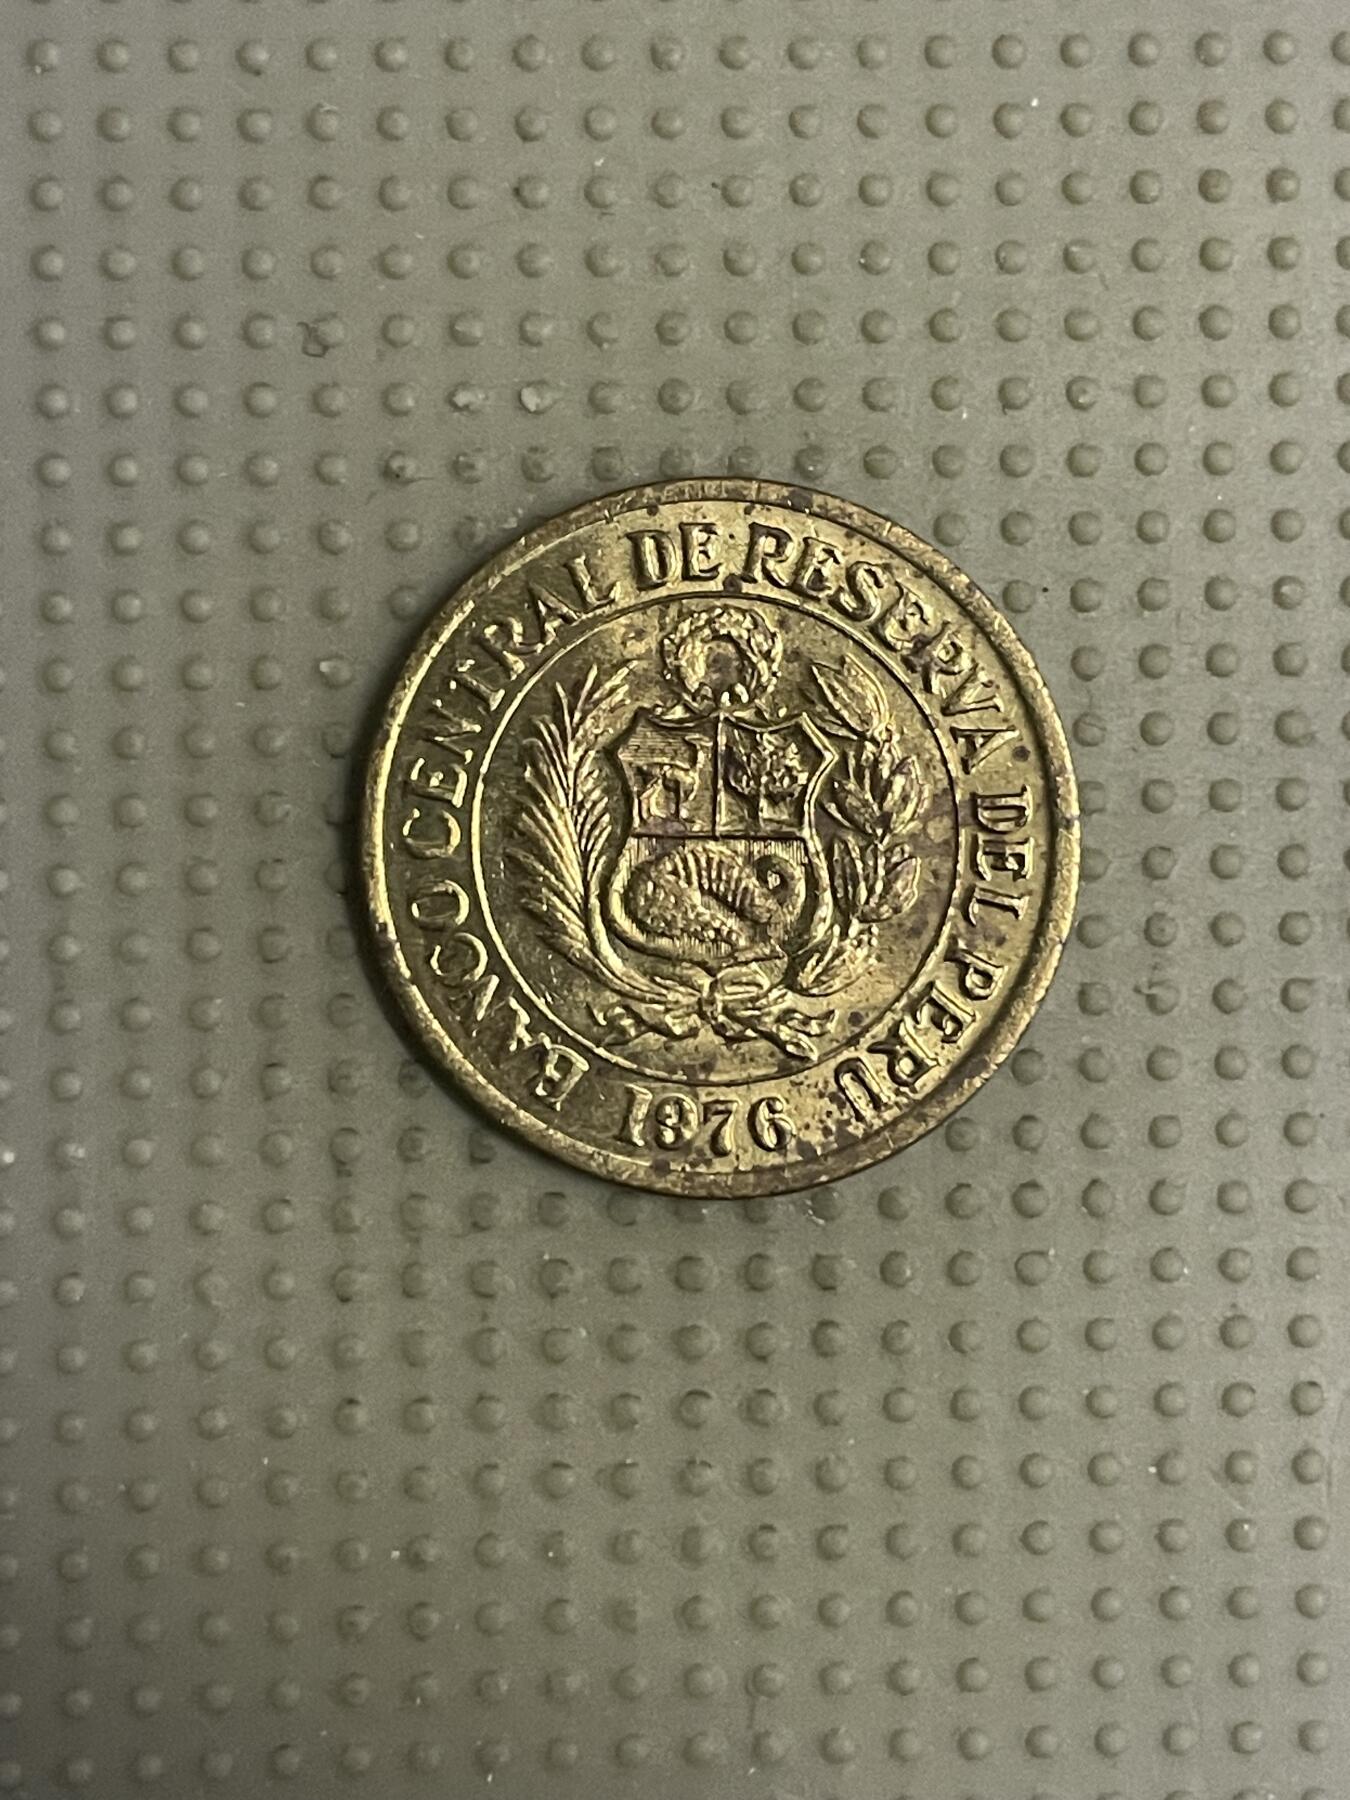 BANCO CENTRAL DE RESERVA DEL PERU
1976